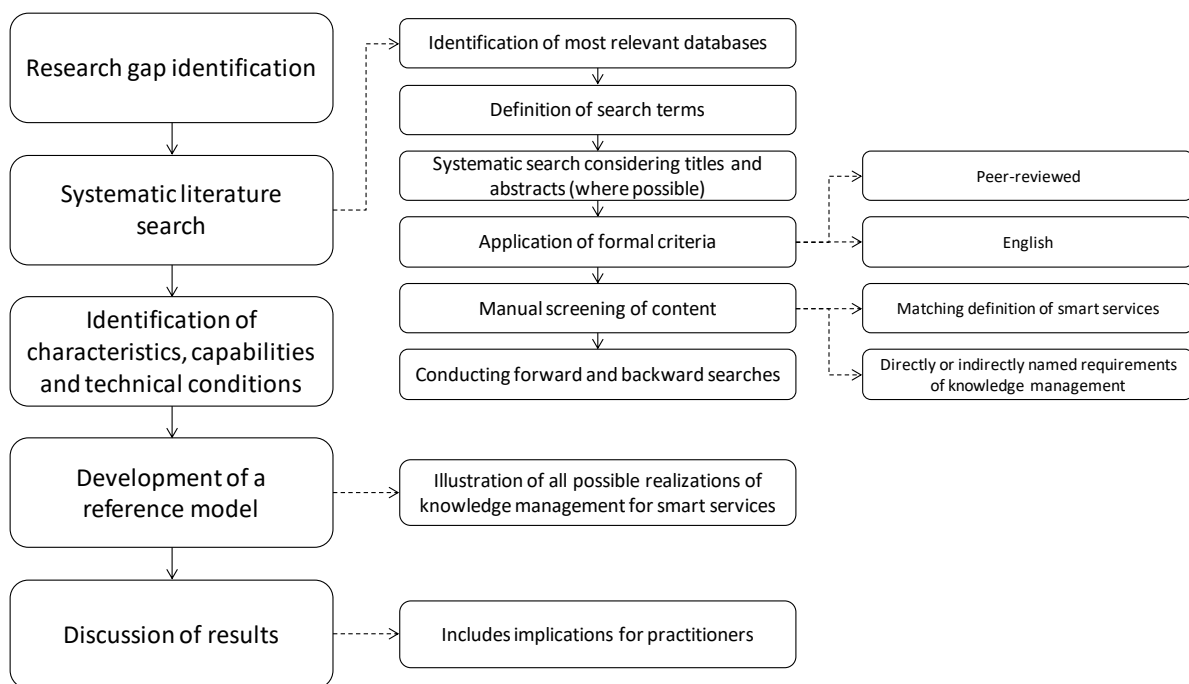 Research gap identification
Systematic literature
search
Identification of
characteristics, capabilities
and technical conditions
Development of a
reference model
Discussion of results
Identification of most relevant databases
Definition of search terms
Systematic search considering titles and
abstracts (where possible)
Application of formal criteria
Manual screening of content
Conducting forward and backward searches
Illustration of all possible realizations of
knowledge management for smart services
Includes implications for practitioners
Peer-reviewed
English
Matching definition of smart services
Directly or indirectly named requirements
of knowledge management